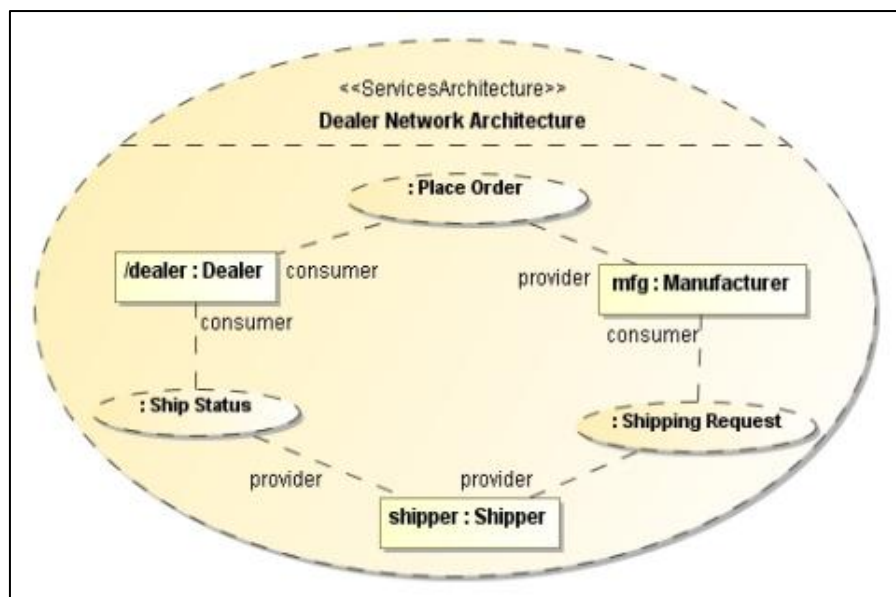 <<ServicesArchitecture>>
Dealer Network Architecture
: Place Order
/dealer : Dealer
consumer
provider
mfg : Manufacturer
consumer
consumer
: Ship Status
: Shipping Request
provider
provider
shipper : Shipper